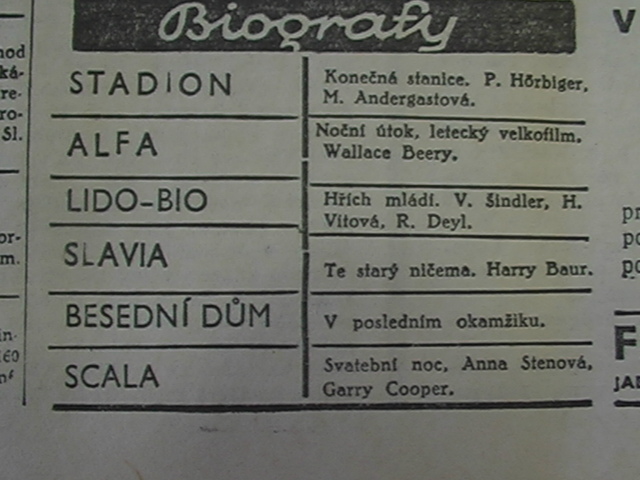 Biografy
STADION
Konečná stanice. P. Hörbiger,
M. Andergastová.
ALFA
Noční útok, letecký velkofilm,
Wallace Beery.
LIDO-BIO
Hřích mládí. V. Šindler, H.
Vítová, R. Deyl.
SLAVIA
Te starý ničema. Harry Baur.
BESEDNÍ DŮM
V posledním okamžiku.
SCALA
Svatební noc, Anna Stenová,
Garry Cooper.